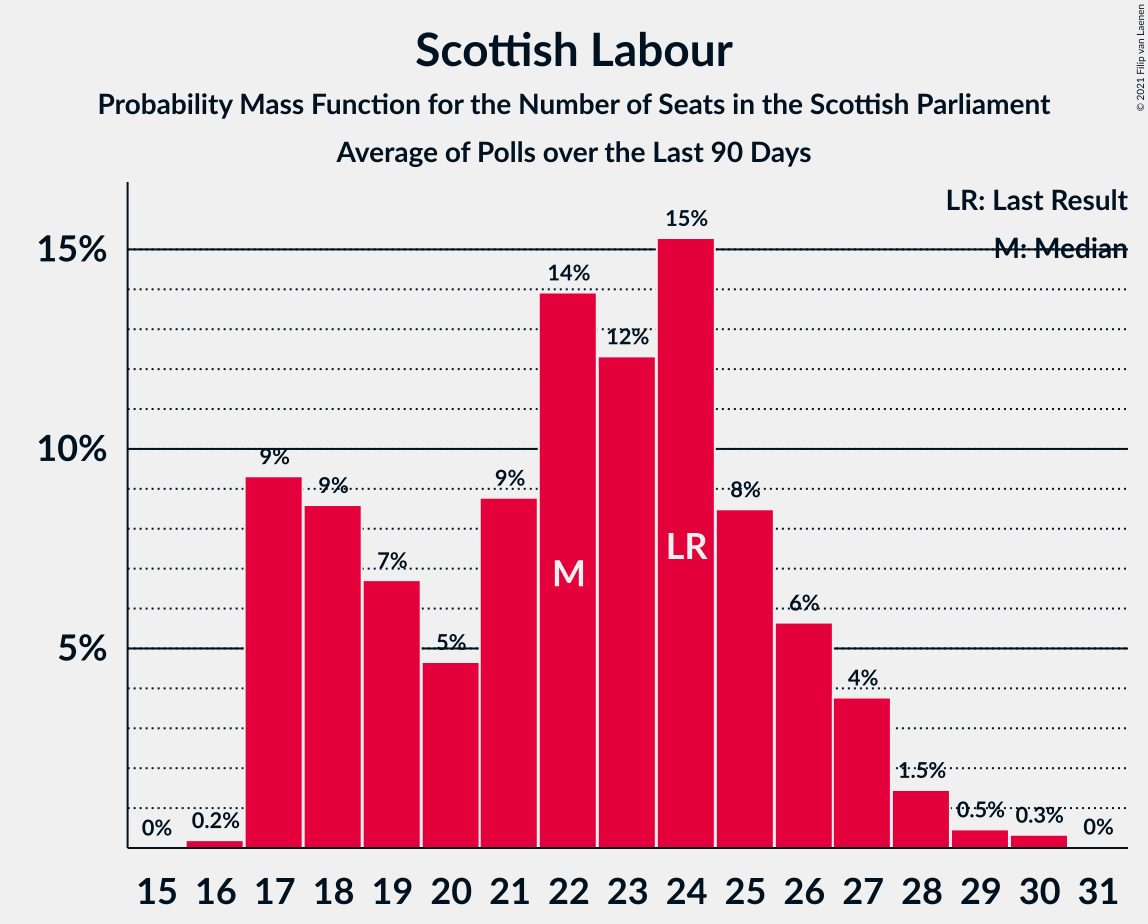 Scottish Labour
Probability Mass Function for the Number of Seats in the Scottish Parliament
Average of Polls over the Last 90 Days
© 2021 Filip van Laenen
LR: Last Result
M: Median
15%
10%
5%
0%
0.2%
9%
9%
7%
5%
9%
14%
12%
15%
8%
6%
4%
1.5%
0.5%
0.3%
0%
M
LR
15 16 17 18 19 20 21 22 23 24 25 26 27 28 29 30 31